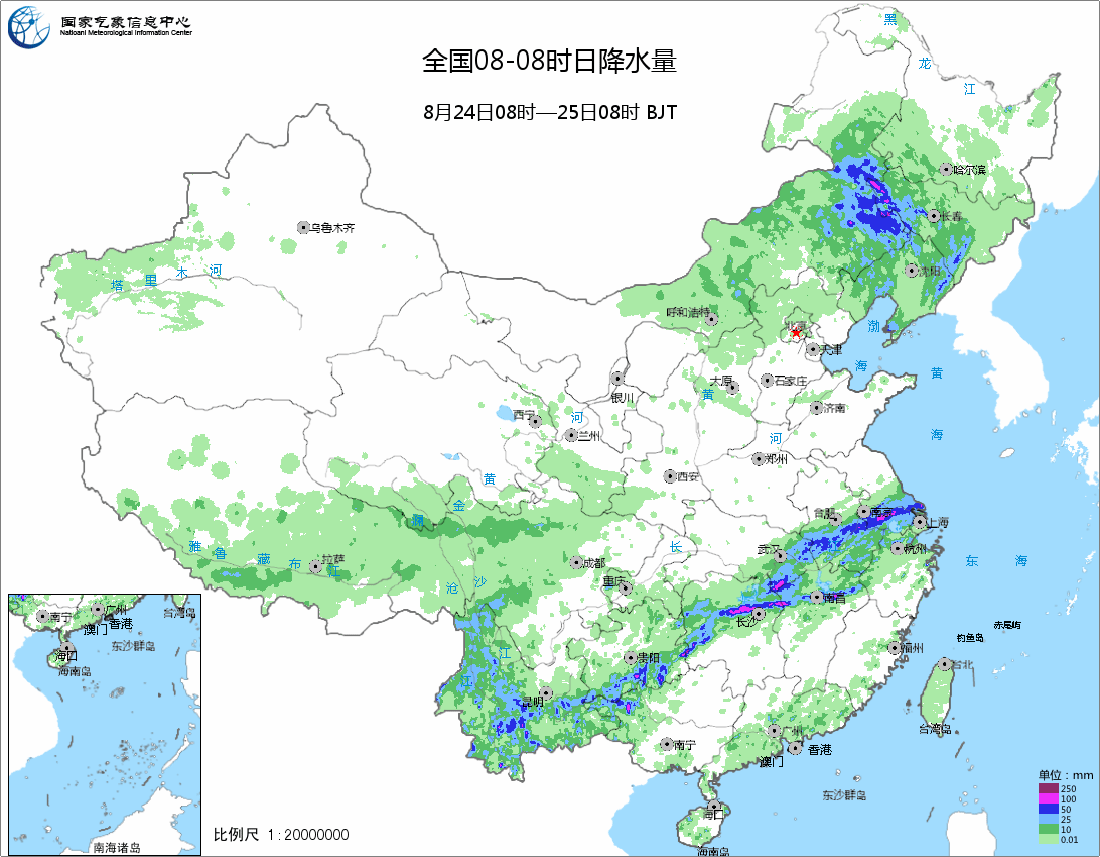 国家气象信息中心
Naitioanl Meteorological Information Center
全国08-08时日降水量
8月24日08时—25日08时 BJT
黑
龙
江
哈尔滨
长春
沈阳
乌鲁木齐
塔
里
木
河
呼和浩特
北京
天津
渤
海
黄
海
太原
石家庄
银川
济南
西宁
兰州
河
黄
河
郑州
西安
黄
金
澜
合肥
南京
上海
雅
鲁
藏
布
江
拉萨
成都
长
武汉
江
杭州
东
海
沧
沙
重庆
南昌
长沙
赤尾屿
钓鱼岛
贵阳
福州
台北
江
江
昆明
南宁
广州
香港
澳门
台湾岛
海口
海南岛
东沙群岛
南宁
广州
香港
澳门
台湾岛
海口
海南岛
东沙群岛
南海诸岛
比例尺 1:20000000
单位：mm
250
100
50
25
10
0.01